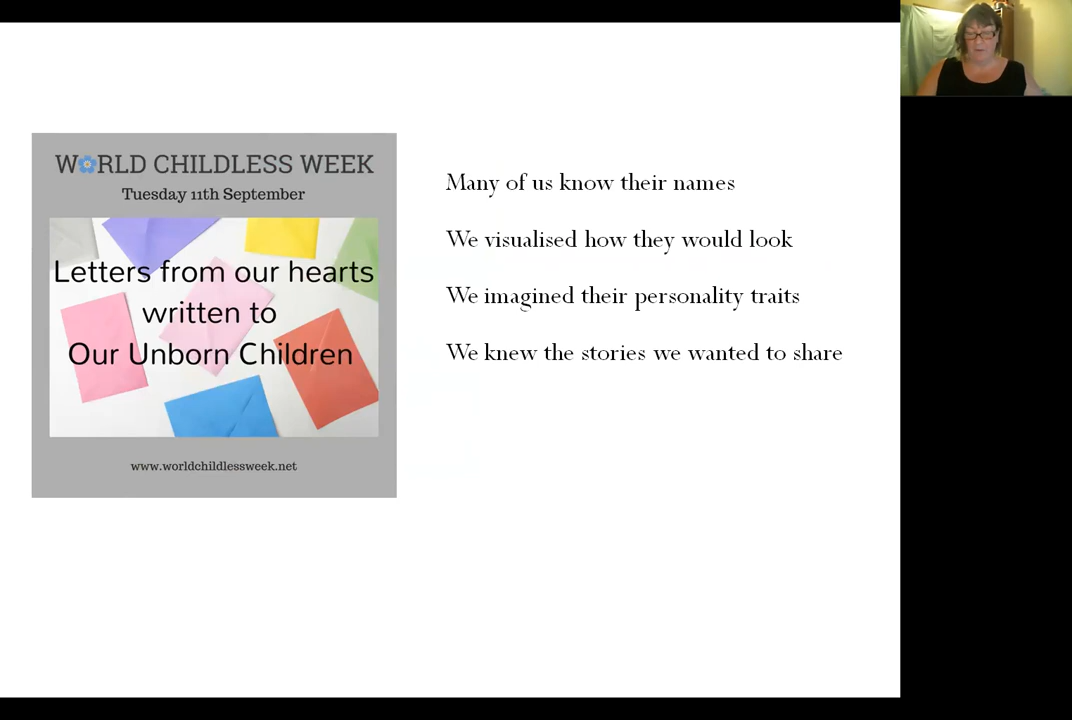 WORLD CHILDLESS WEEK
Tuesday 11th September
Letters from our hearts
written to
Our Unborn Children
www.worldchildlessweek.net
Many of us know their names
We visualised how they would look
We imagined their personality traits
We knew the stories we wanted to share